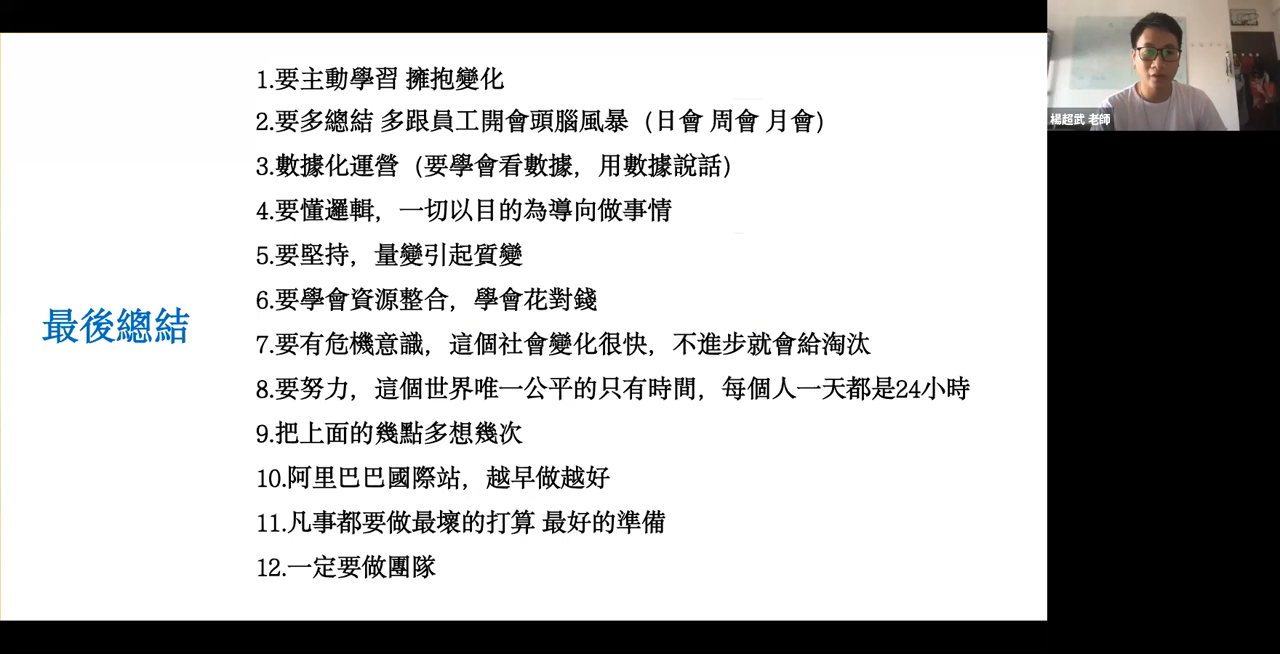 最後總結
1.要主動學習 擁抱變化
2.要多總結 多跟員工開會頭腦風暴（日會 周會 月會）
3.數據化運營（要學會看數據，用數據說話）
4.要懂邏輯，一切以目的為導向做事情
5.要堅持，量變引起質變
6.要學會資源整合，學會花對錢
7.要有危機意識，這個社會變化很快，不進步就會給淘汰
8.要努力，這個世界唯一公平的只有時間，每個人一天都是24小時
9.把上面的幾點多想幾次
10.阿里巴巴國際站，越早做越好
11.凡事都要做最壞的打算 最好的準備
12.一定要做團隊
楊超武 老師